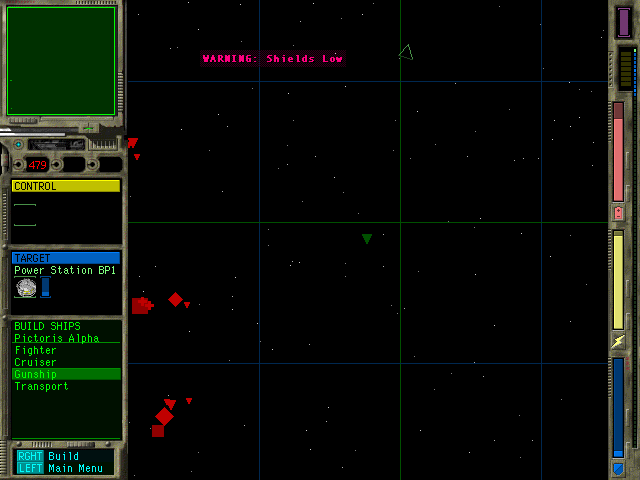 WARNING: Shields Low
479
CONTROL
TARGET
Power Station BP1
BUILD SHIPS
Pictoris Alpha
Fighter
Cruiser
Gunship
Transport
RGHT Build
LEFT Main Menu